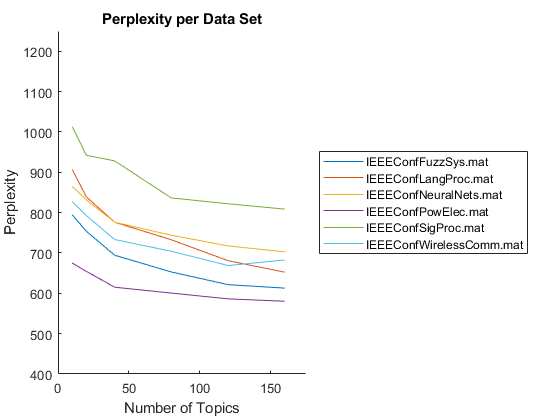 Perplexity per Data Set
1200
1100
1000
900
800
700
600
500
400
0
50
100
150
Perplexity
Number of Topics
IEEEConfFuzzSys.mat
IEEEConfLangProc.mat
IEEEConfNeuralNets.mat
IEEEConfPowElec.mat
IEEEConfSigProc.mat
IEEEConfWirelessComm.mat